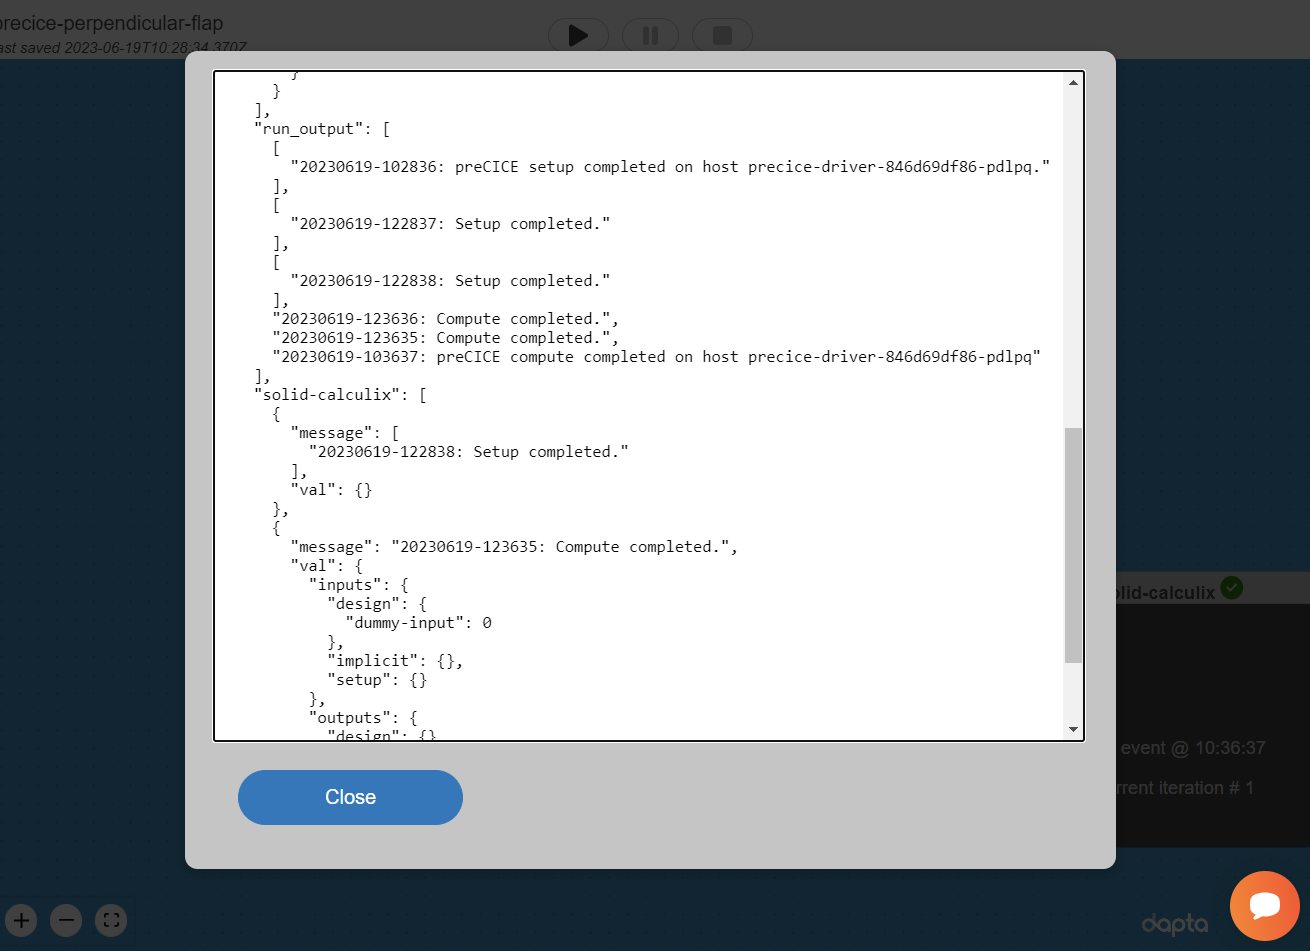 precice-perpendicular-flap
ast saved 2023-06-19T10:28:34.370Z
}
}
],
"run_output": [
[
"20230619-102836: preCICE setup completed on host precice-driver-846d69df86-pdlpq."
],
[
"20230619-122837: Setup completed."
],
[
"20230619-122838: Setup completed."
],
"20230619-123636: Compute completed.",
"20230619-123635: Compute completed.",
"20230619-103637: preCICE compute completed on host precice-driver-846d69df86-pdlpq"
],
"solid-calculix": [
{
"message": [
"20230619-122838: Setup completed."
],
"val": {}
},
{
"message": "20230619-123635: Compute completed.",
"val": {
"inputs": {
"design": {
"dummy-input": 0
},
"implicit": {},
"setup": {}
},
"outputs": {
"design": {}
Close
olid-calculix
event @ 10:36:37
rrent iteration # 1
dapta